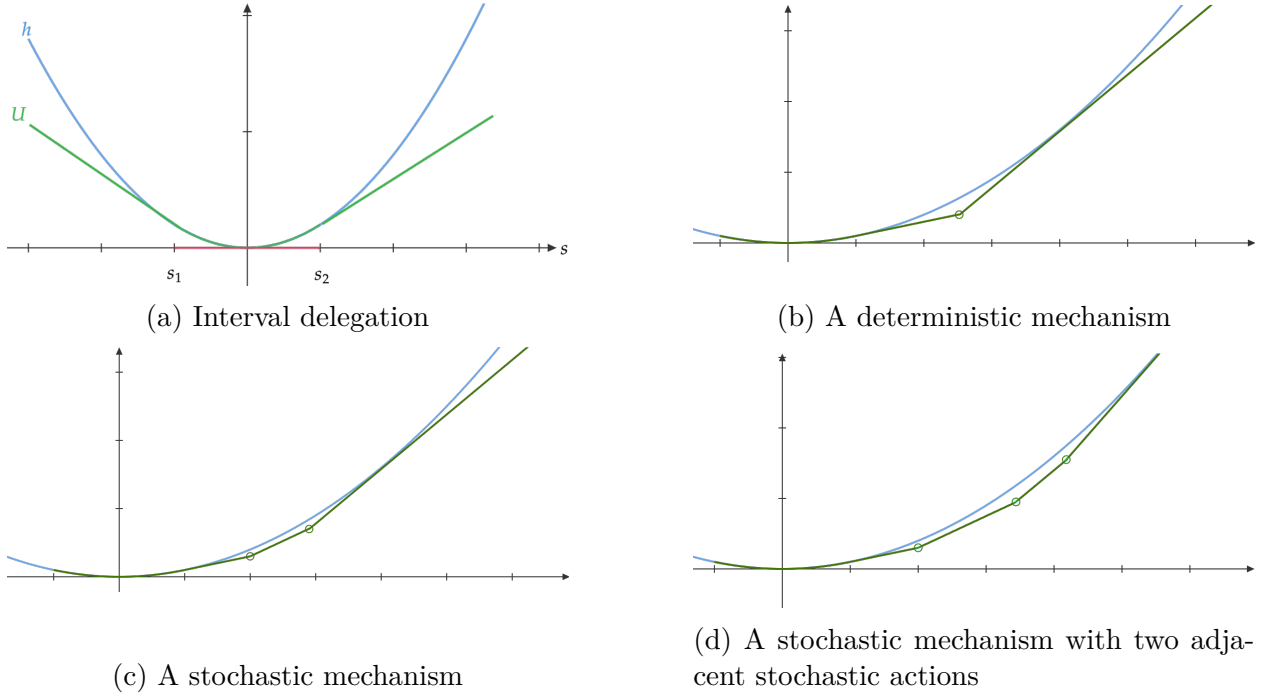 h
U
s
s₁
s₂
(a) Interval delegation
(b) A deterministic mechanism
(c) A stochastic mechanism
(d) A stochastic mechanism with two adja-
cent stochastic actions